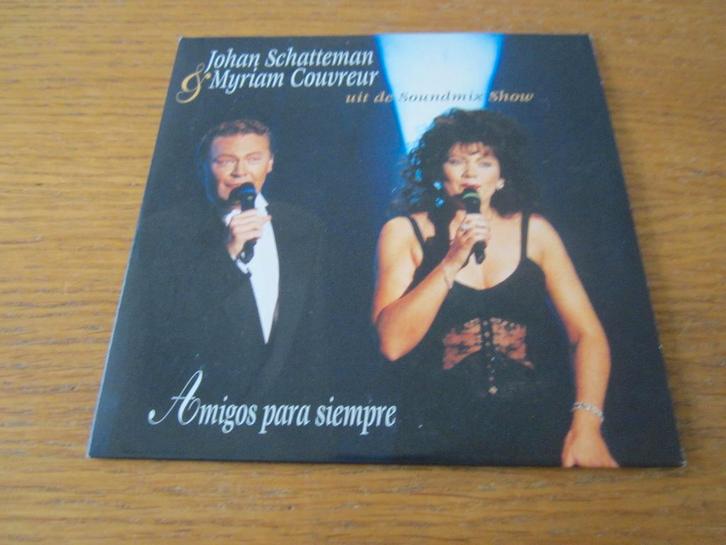 Johan Schatteman
& Myriam Couvreur
uit de Soundmix Show
Amigos para siempre